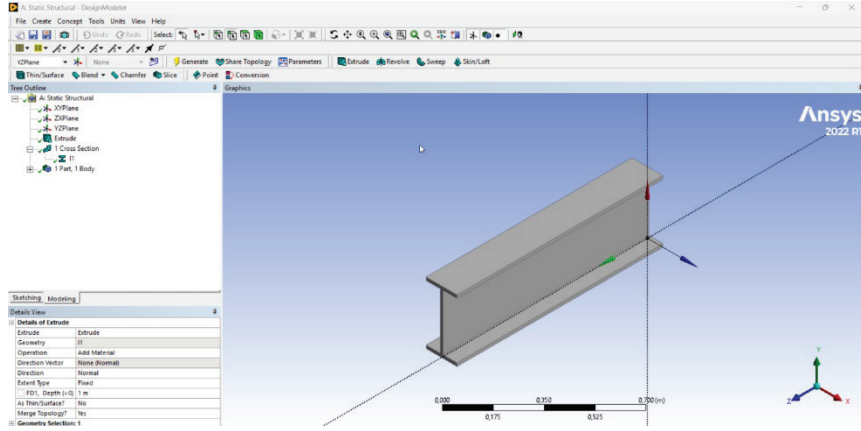 A: Static Structural - DesignModeler
File Create Concept Tools Units View Help
Undo Redo Select:
YZPlane None Generate Share Topology Parameters Extrude Revolve Sweep Skin/Loft
Thin/Surface Blend Chamfer Slice Point Conversion
Tree Outline
A: Static Structural
XYPlane
ZXPlane
YZPlane
Extrude
1 Cross Section
I1
1 Part, 1 Body
Sketching Modeling
Details View
Details of Extrude
Extrude Extrude
Geometry I1
Operation Add Material
Direction Vector None (Normal)
Direction Normal
Extent Type Fixed
FD1, Depth (>0) 1 m
As Thin/Surface? No
Merge Topology? Yes
Geometry Selection: 1
Graphics
Ansys
2022 R1
0,000 0,350 0,700 (m)
0,175 0,525
Y
Z X